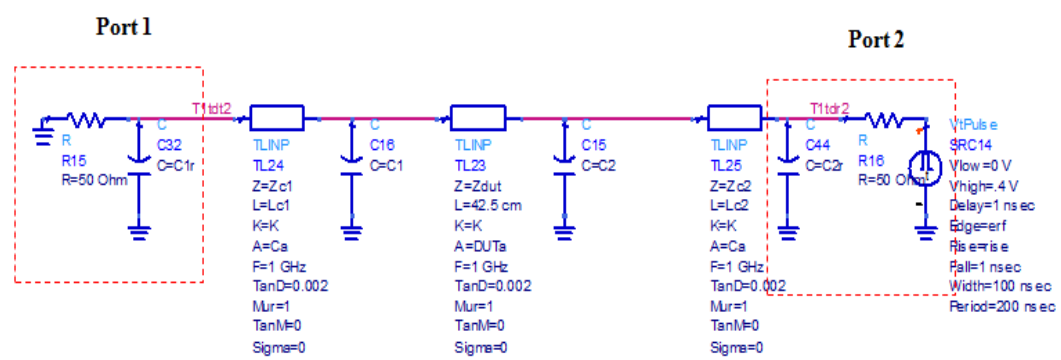 Port 1
Port 2
T1tdt2
T1tdr2
R
R15
R=50 Ohm
C
C32
C=C1r
TLINP
TL24
Z=Zc1
L=Lc1
K=K
A=Ca
F=1 GHz
TanD=0.002
Mur=1
TanM=0
Sigma=0
C
C16
C=C1
TLINP
TL23
Z=Zdut
L=42.5 cm
K=K
A=DUTa
F=1 GHz
TanD=0.002
Mur=1
TanM=0
Sigma=0
C
C15
C=C2
TLINP
TL25
Z=Zc2
L=Lc2
K=K
A=Ca
F=1 GHz
TanD=0.002
Mur=1
TanM=0
Sigma=0
C
C44
C=C2r
R
R16
R=50 Ohm
VtPulse
SRC14
Vlow=0 V
Vhigh=.4 V
Delay=1 nsec
Edge=erf
Rise=rise
Fall=1 nsec
Width=100 nsec
Period=200 nsec